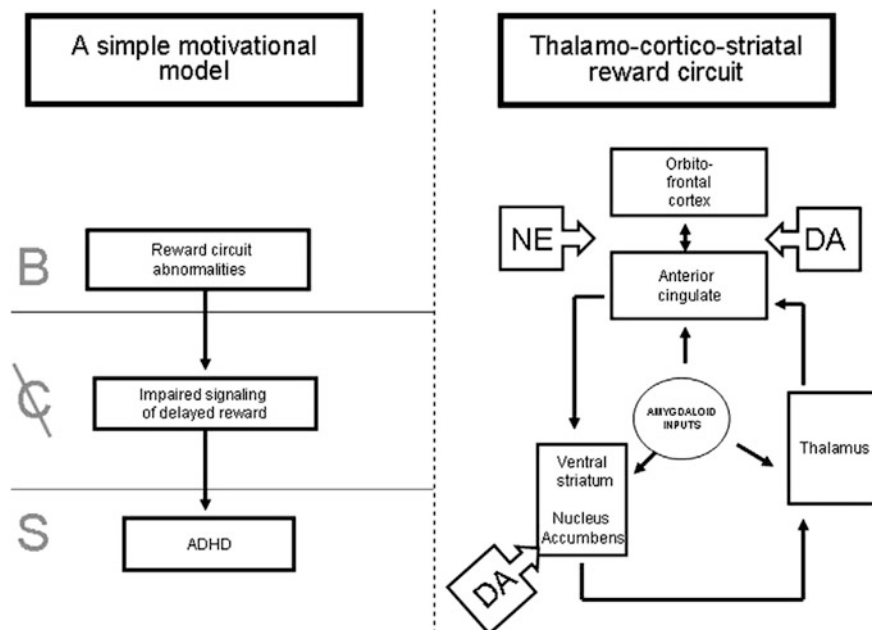 A simple motivational
model
B
Reward circuit
abnormalities
C
Impaired signaling
of delayed reward
S
ADHD
Thalamo-cortico-striatal
reward circuit
Orbito-
frontal
cortex
NE
DA
Anterior
cingulate
AMYGDALOID
INPUTS
Thalamus
Ventral
striatum
Nucleus
Accumbens
DA